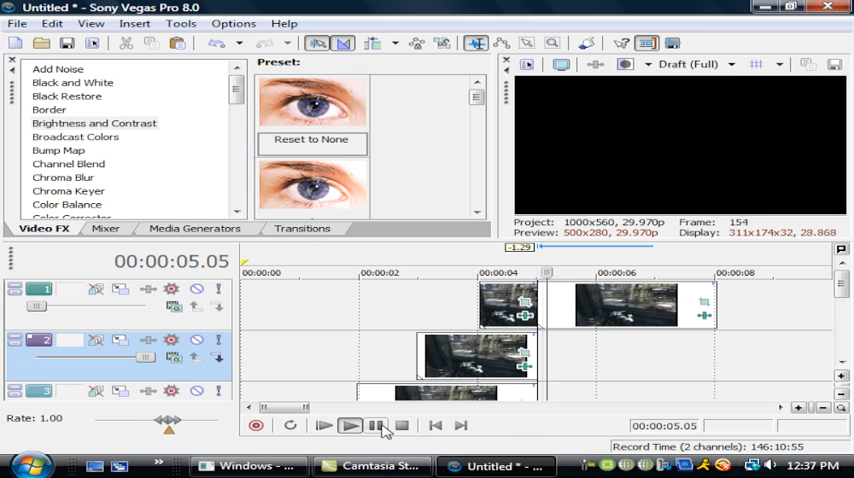 Untitled * - Sony Vegas Pro 8.0
File Edit View Insert Tools Options Help
Add Noise
Black and White
Black Restore
Border
Brightness and Contrast
Broadcast Colors
Bump Map
Channel Blend
Chroma Blur
Chroma Keyer
Color Balance
Color Corrector
Preset:
Reset to None
Video FX Mixer Media Generators Transitions
Draft (Full)
Project: 1000x560, 29.970p Frame: 154
Preview: 500x280, 29.970p Display: 311x174x32, 28.868
-1.29
00:00:05.05
00:00:00 00:00:02 00:00:04 00:00:06 00:00:08
1
2
3
Rate: 1.00
00:00:05.05
Record Time (2 channels): 146:10:55
Windows - ... Camtasia St... Untitled * - ... 12:37 PM